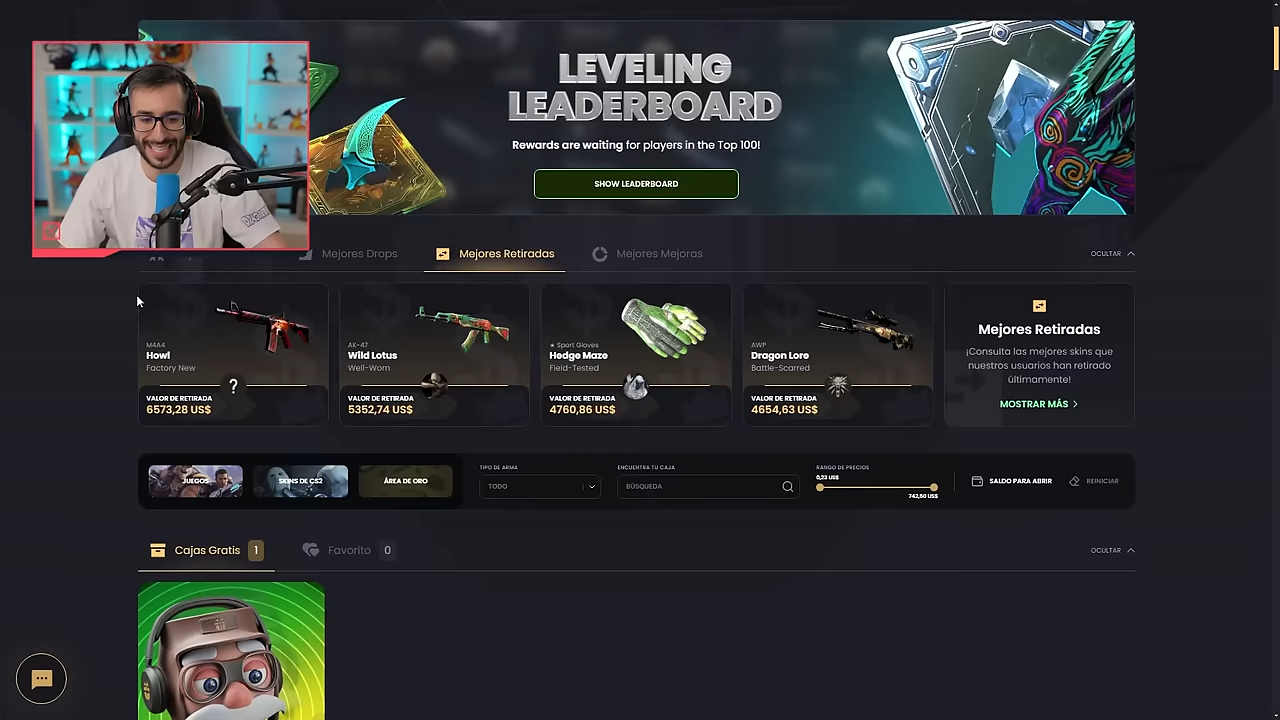 LEVELING
LEADERBOARD
Rewards are waiting for players in the Top 100!
SHOW LEADERBOARD
Mejores Drops
Mejores Retiradas
Mejores Mejoras
OCULTAR
M4A4
Howl
Factory New
?
VALOR DE RETIRADA
6573,28 US$
AK-47
Wild Lotus
Well-Worn
VALOR DE RETIRADA
5352,74 US$
★ Sport Gloves
Hedge Maze
Field-Tested
VALOR DE RETIRADA
4760,86 US$
AWP
Dragon Lore
Battle-Scarred
VALOR DE RETIRADA
4654,63 US$
Mejores Retiradas
¡Consulta las mejores skins que
nuestros usuarios han retirado
últimamente!
MOSTRAR MÁS
JUEGOS
SKINS DE CS2
ÁREA DE ORO
TIPO DE ARMA
TODO
ENCUENTRA TU CAJA
BÚSQUEDA
RANGO DE PRECIOS
0,23 US$
742,50 US$
SALDO PARA ABRIR
REINICIAR
Cajas Gratis 1
Favorito 0
OCULTAR